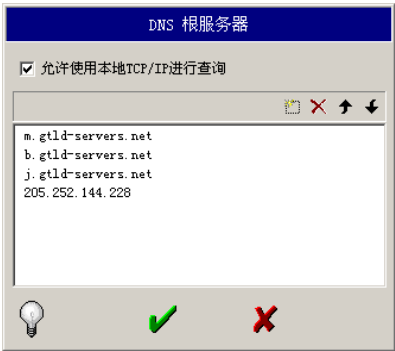 DNS 根服务器
允许使用本地TCP/IP进行查询
m.gtld-servers.net
b.gtld-servers.net
j.gtld-servers.net
205.252.144.228